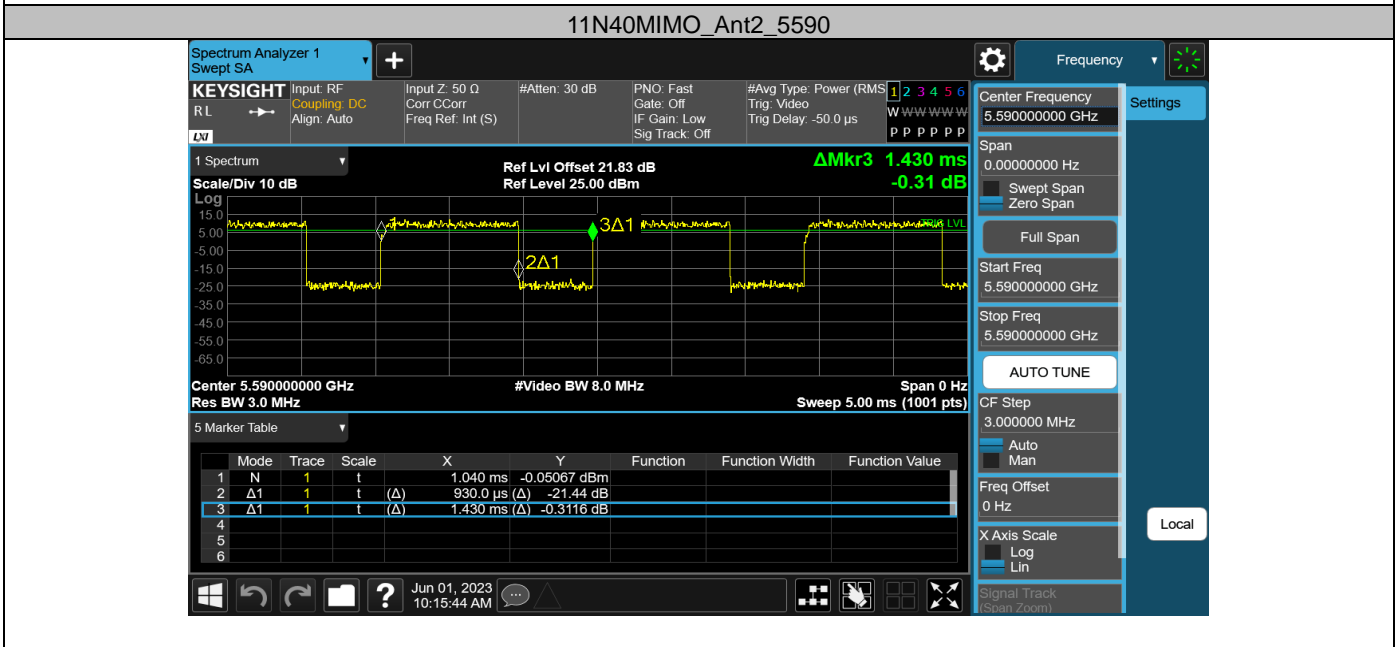 11N40MIMO_Ant2_5590
Spectrum Analyzer 1
Swept SA
+
Frequency
KEYSIGHT
RL
LXI
Input: RF
Coupling: DC
Align: Auto
Input Z: 50 Ω
Corr CCorr
Freq Ref: Int (S)
#Atten: 30 dB
PNO: Fast
Gate: Off
IF Gain: Low
Sig Track: Off
#Avg Type: Power (RMS
Trig: Video
Trig Delay: -50.0 µs
1 2 3 4 5 6
W W W W W W
P P P P P P
1 Spectrum
Scale/Div 10 dB
Log
Ref Lvl Offset 21.83 dB
Ref Level 25.00 dBm
ΔMkr3 1.430 ms
-0.31 dB
15.0
5.00
-5.00
-15.0
-25.0
-35.0
-45.0
-55.0
-65.0
1
3Δ1
2Δ1
TRIG LVL
Center 5.590000000 GHz
Res BW 3.0 MHz
#Video BW 8.0 MHz
Span 0 Hz
Sweep 5.00 ms (1001 pts)
5 Marker Table
Mode Trace Scale X Y Function Function Width Function Value
1 N 1 t 1.040 ms -0.05067 dBm
2 Δ1 1 t (Δ) 930.0 µs (Δ) -21.44 dB
3 Δ1 1 t (Δ) 1.430 ms (Δ) -0.3116 dB
4
5
6
?
Jun 01, 2023
10:15:44 AM
Center Frequency
5.590000000 GHz
Span
0.00000000 Hz
Swept Span
Zero Span
Full Span
Start Freq
5.590000000 GHz
Stop Freq
5.590000000 GHz
AUTO TUNE
CF Step
3.000000 MHz
Auto
Man
Freq Offset
0 Hz
X Axis Scale
Log
Lin
Signal Track
(Span Zoom)
Settings
Local